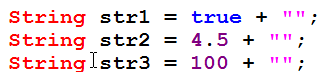 String str1 = true + "";
String str2 = 4.5 + "";
String str3 = 100 + "";